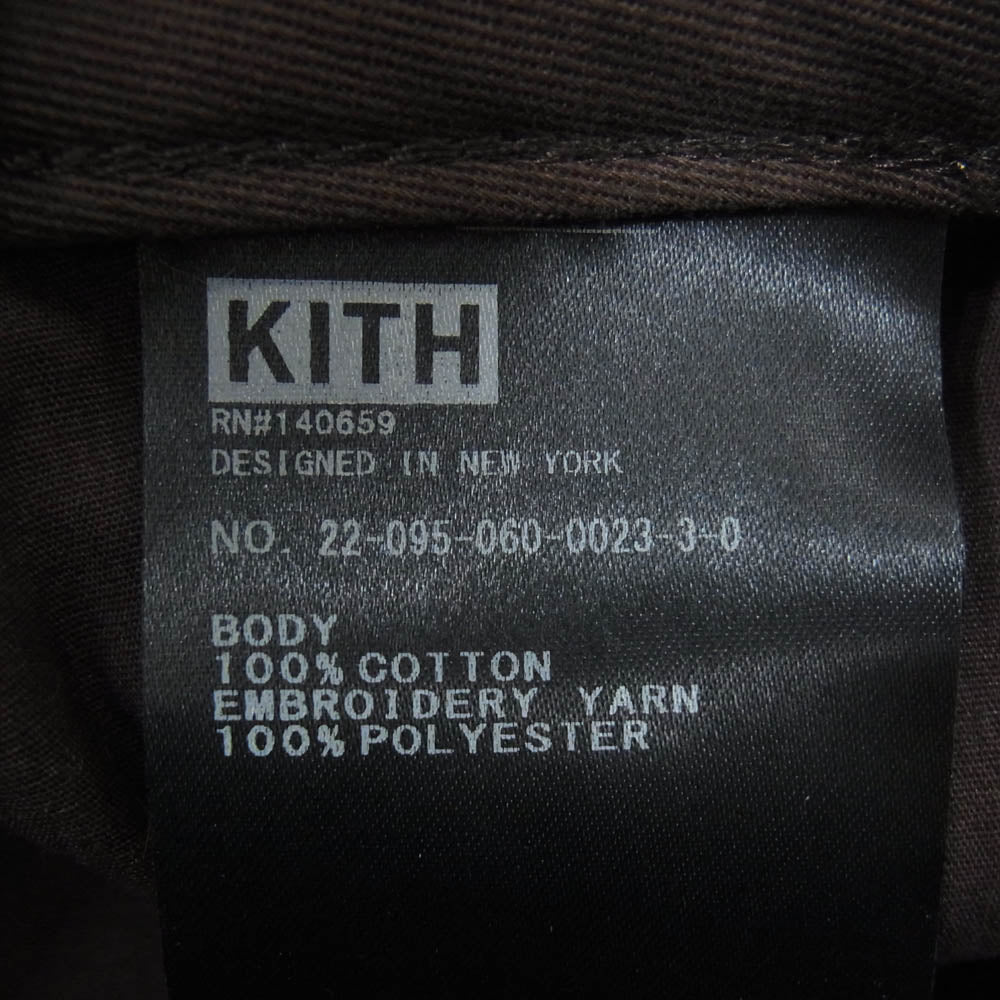 KITH
RN#140659
DESIGNED IN NEW YORK
NO. 22-095-060-0023-3-0
BODY
100% COTTON
EMBROIDERY YARN
100% POLYESTER